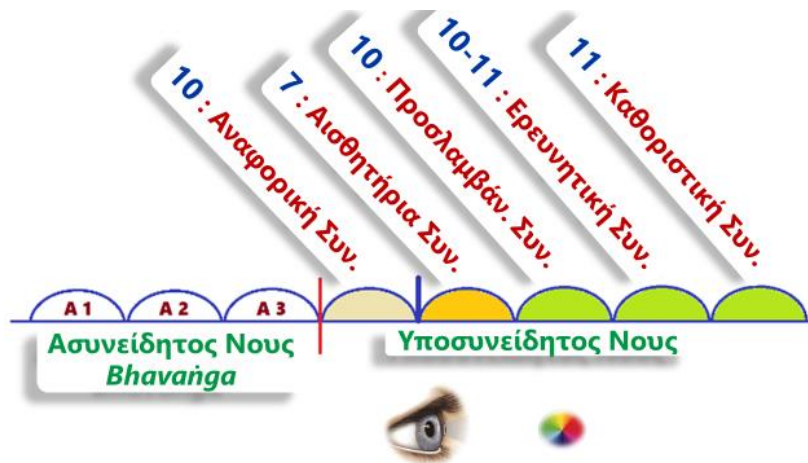 10 : Αναφορική Συν.
7 : Αισθητήρια Συν.
10 : Προσλαμβάν. Συν.
10-11 : Ερευνητική Συν.
11 : Καθοριστική Συν.
A 1
A 2
A 3
Ασυνείδητος Νους
Bhavaṅga
Υποσυνείδητος Νους